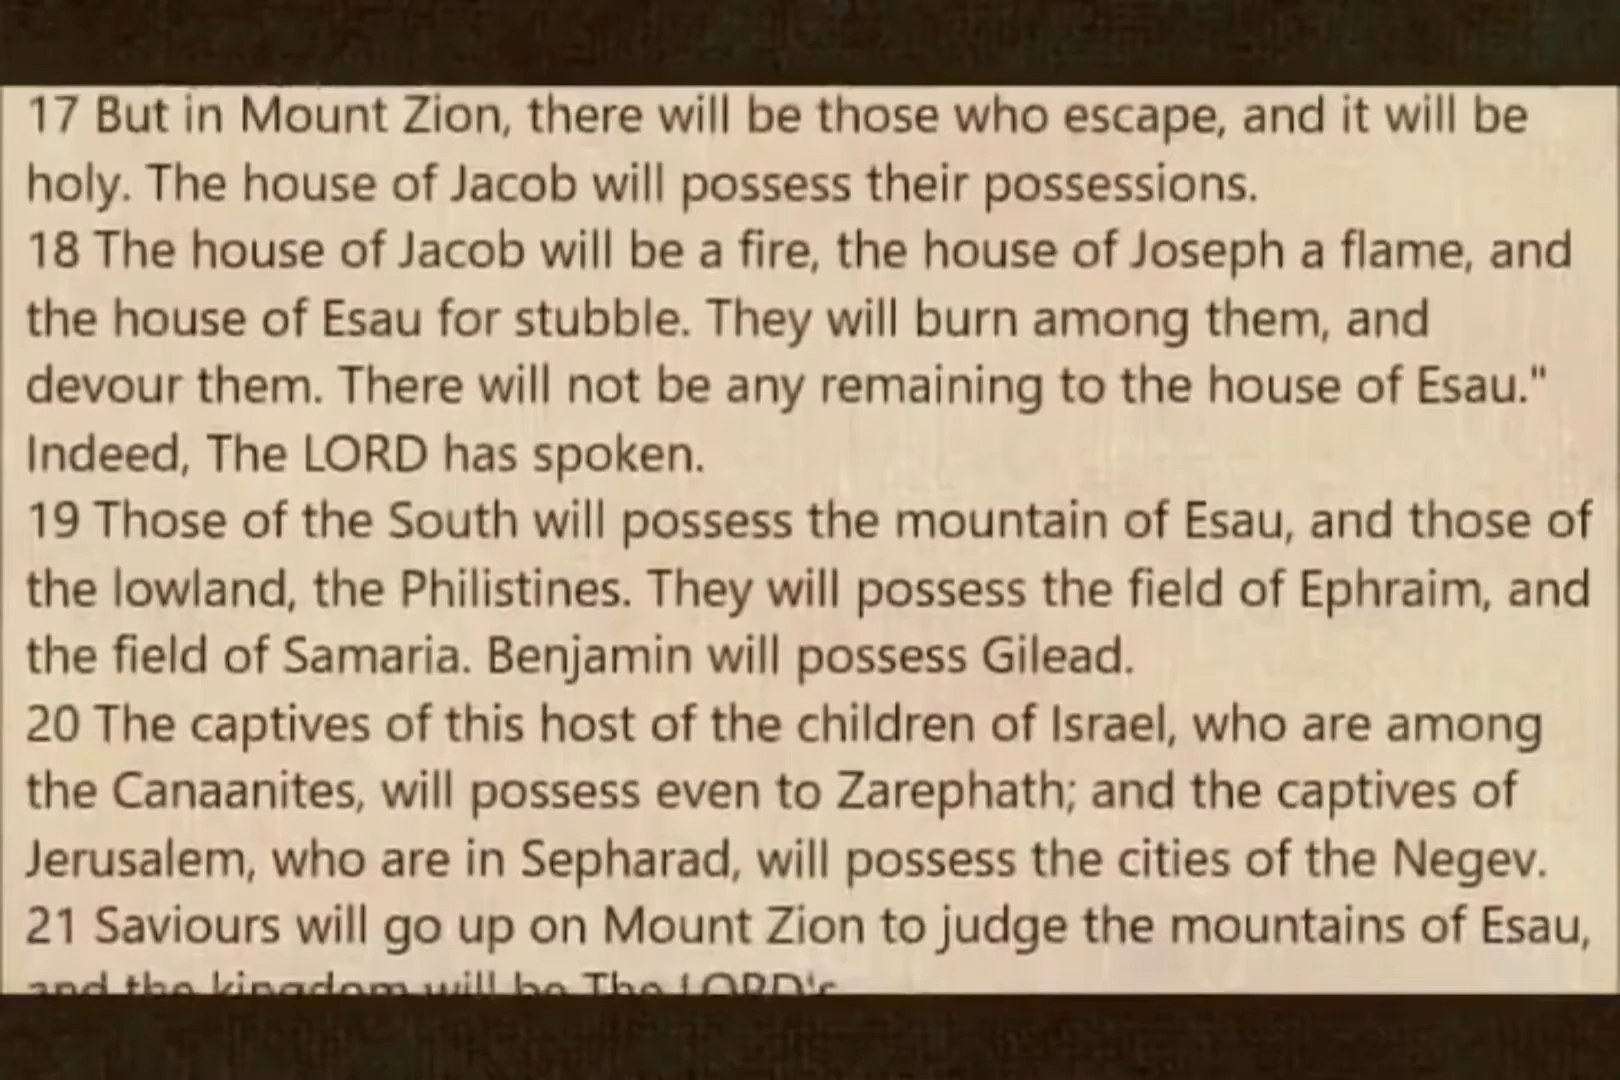 17 But in Mount Zion, there will be those who escape, and it will be
holy. The house of Jacob will possess their possessions.
18 The house of Jacob will be a fire, the house of Joseph a flame, and
the house of Esau for stubble. They will burn among them, and
devour them. There will not be any remaining to the house of Esau."
Indeed, The LORD has spoken.
19 Those of the South will possess the mountain of Esau, and those of
the lowland, the Philistines. They will possess the field of Ephraim, and
the field of Samaria. Benjamin will possess Gilead.
20 The captives of this host of the children of Israel, who are among
the Canaanites, will possess even to Zarephath; and the captives of
Jerusalem, who are in Sepharad, will possess the cities of the Negev.
21 Saviours will go up on Mount Zion to judge the mountains of Esau,
and the kingdom will be The LORD's